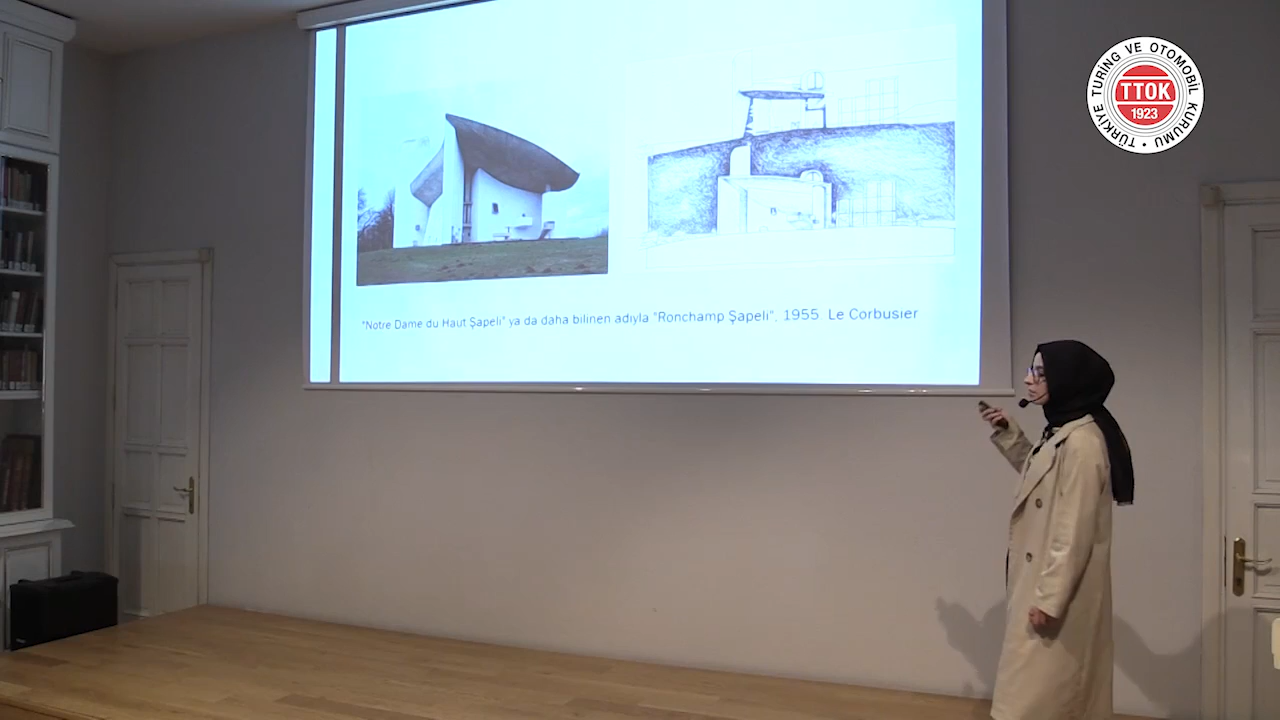 "Notre Dame du Haut Şapeli" ya da daha bilinen adıyla "Ronchamp Şapeli", 1955 Le Corbusier
TÜRKİYE TURİNG VE OTOMOBİL KURUMU •
TTOK
1923